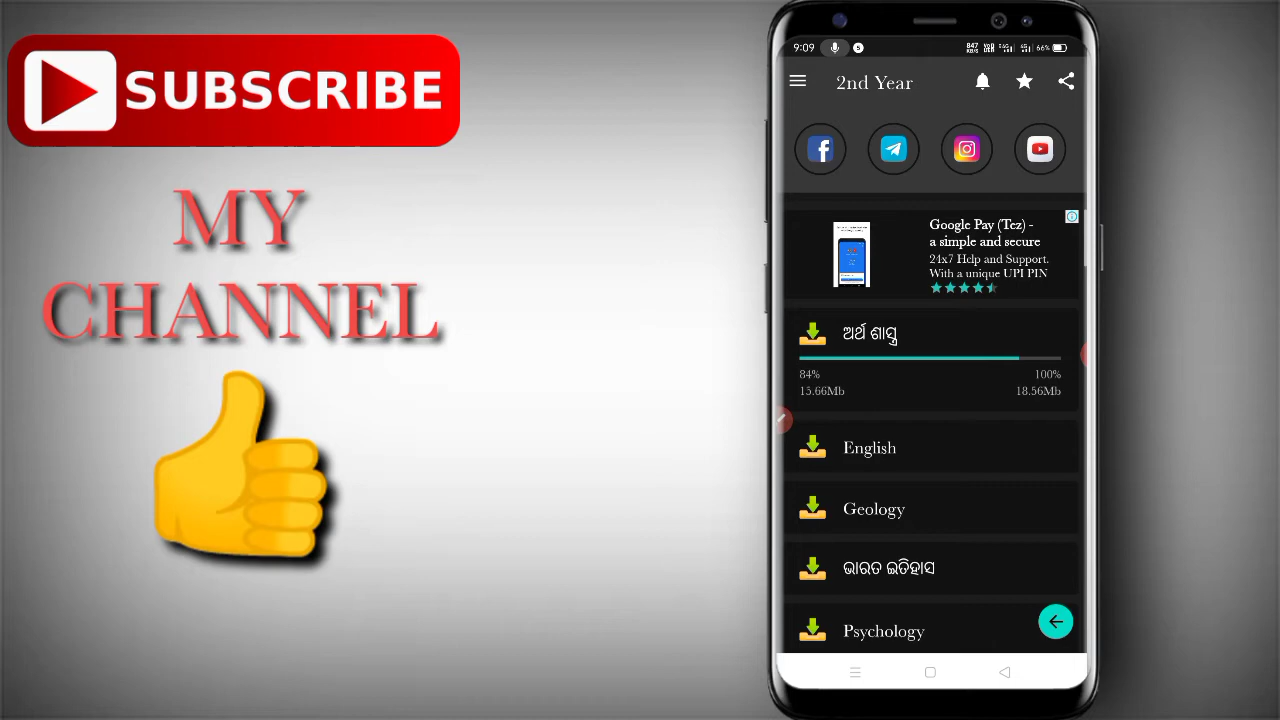 SUBSCRIBE
MY
CHANNEL
9:09
66%
2nd Year
Google Pay (Tez) -
a simple and secure
24x7 Help and Support.
With a unique UPI PIN
ଅର୍ଥ ଶାସ୍ତ୍ର
84% 100%
15.66Mb 18.56Mb
English
Geology
ଭାରତ ଇତିହାସ
Psychology